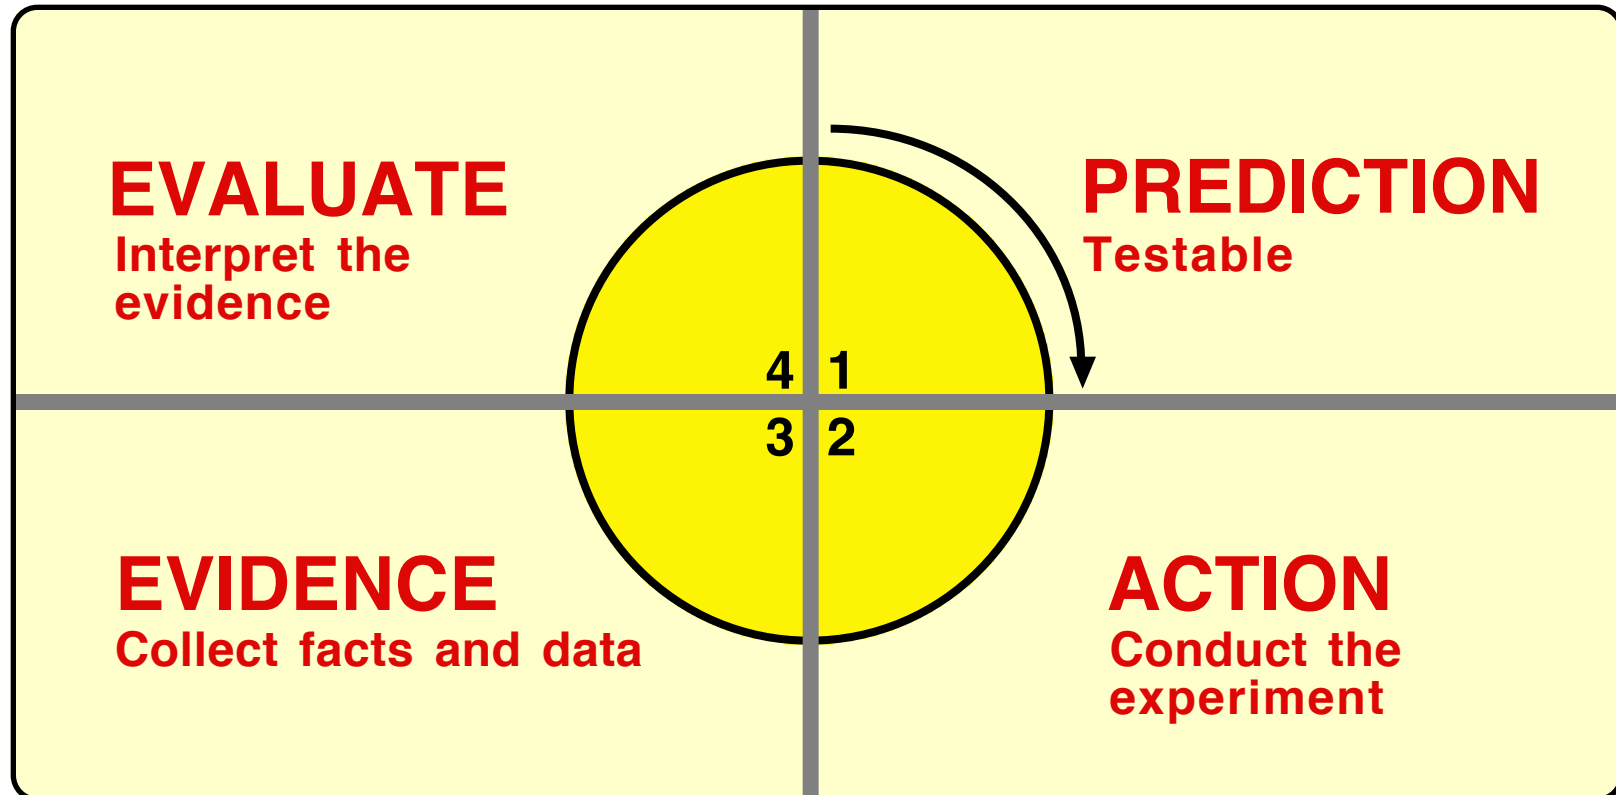 EVALUATE
Interpret the
evidence
PREDICTION
Testable
4 1
3 2
EVIDENCE
Collect facts and data
ACTION
Conduct the
experiment